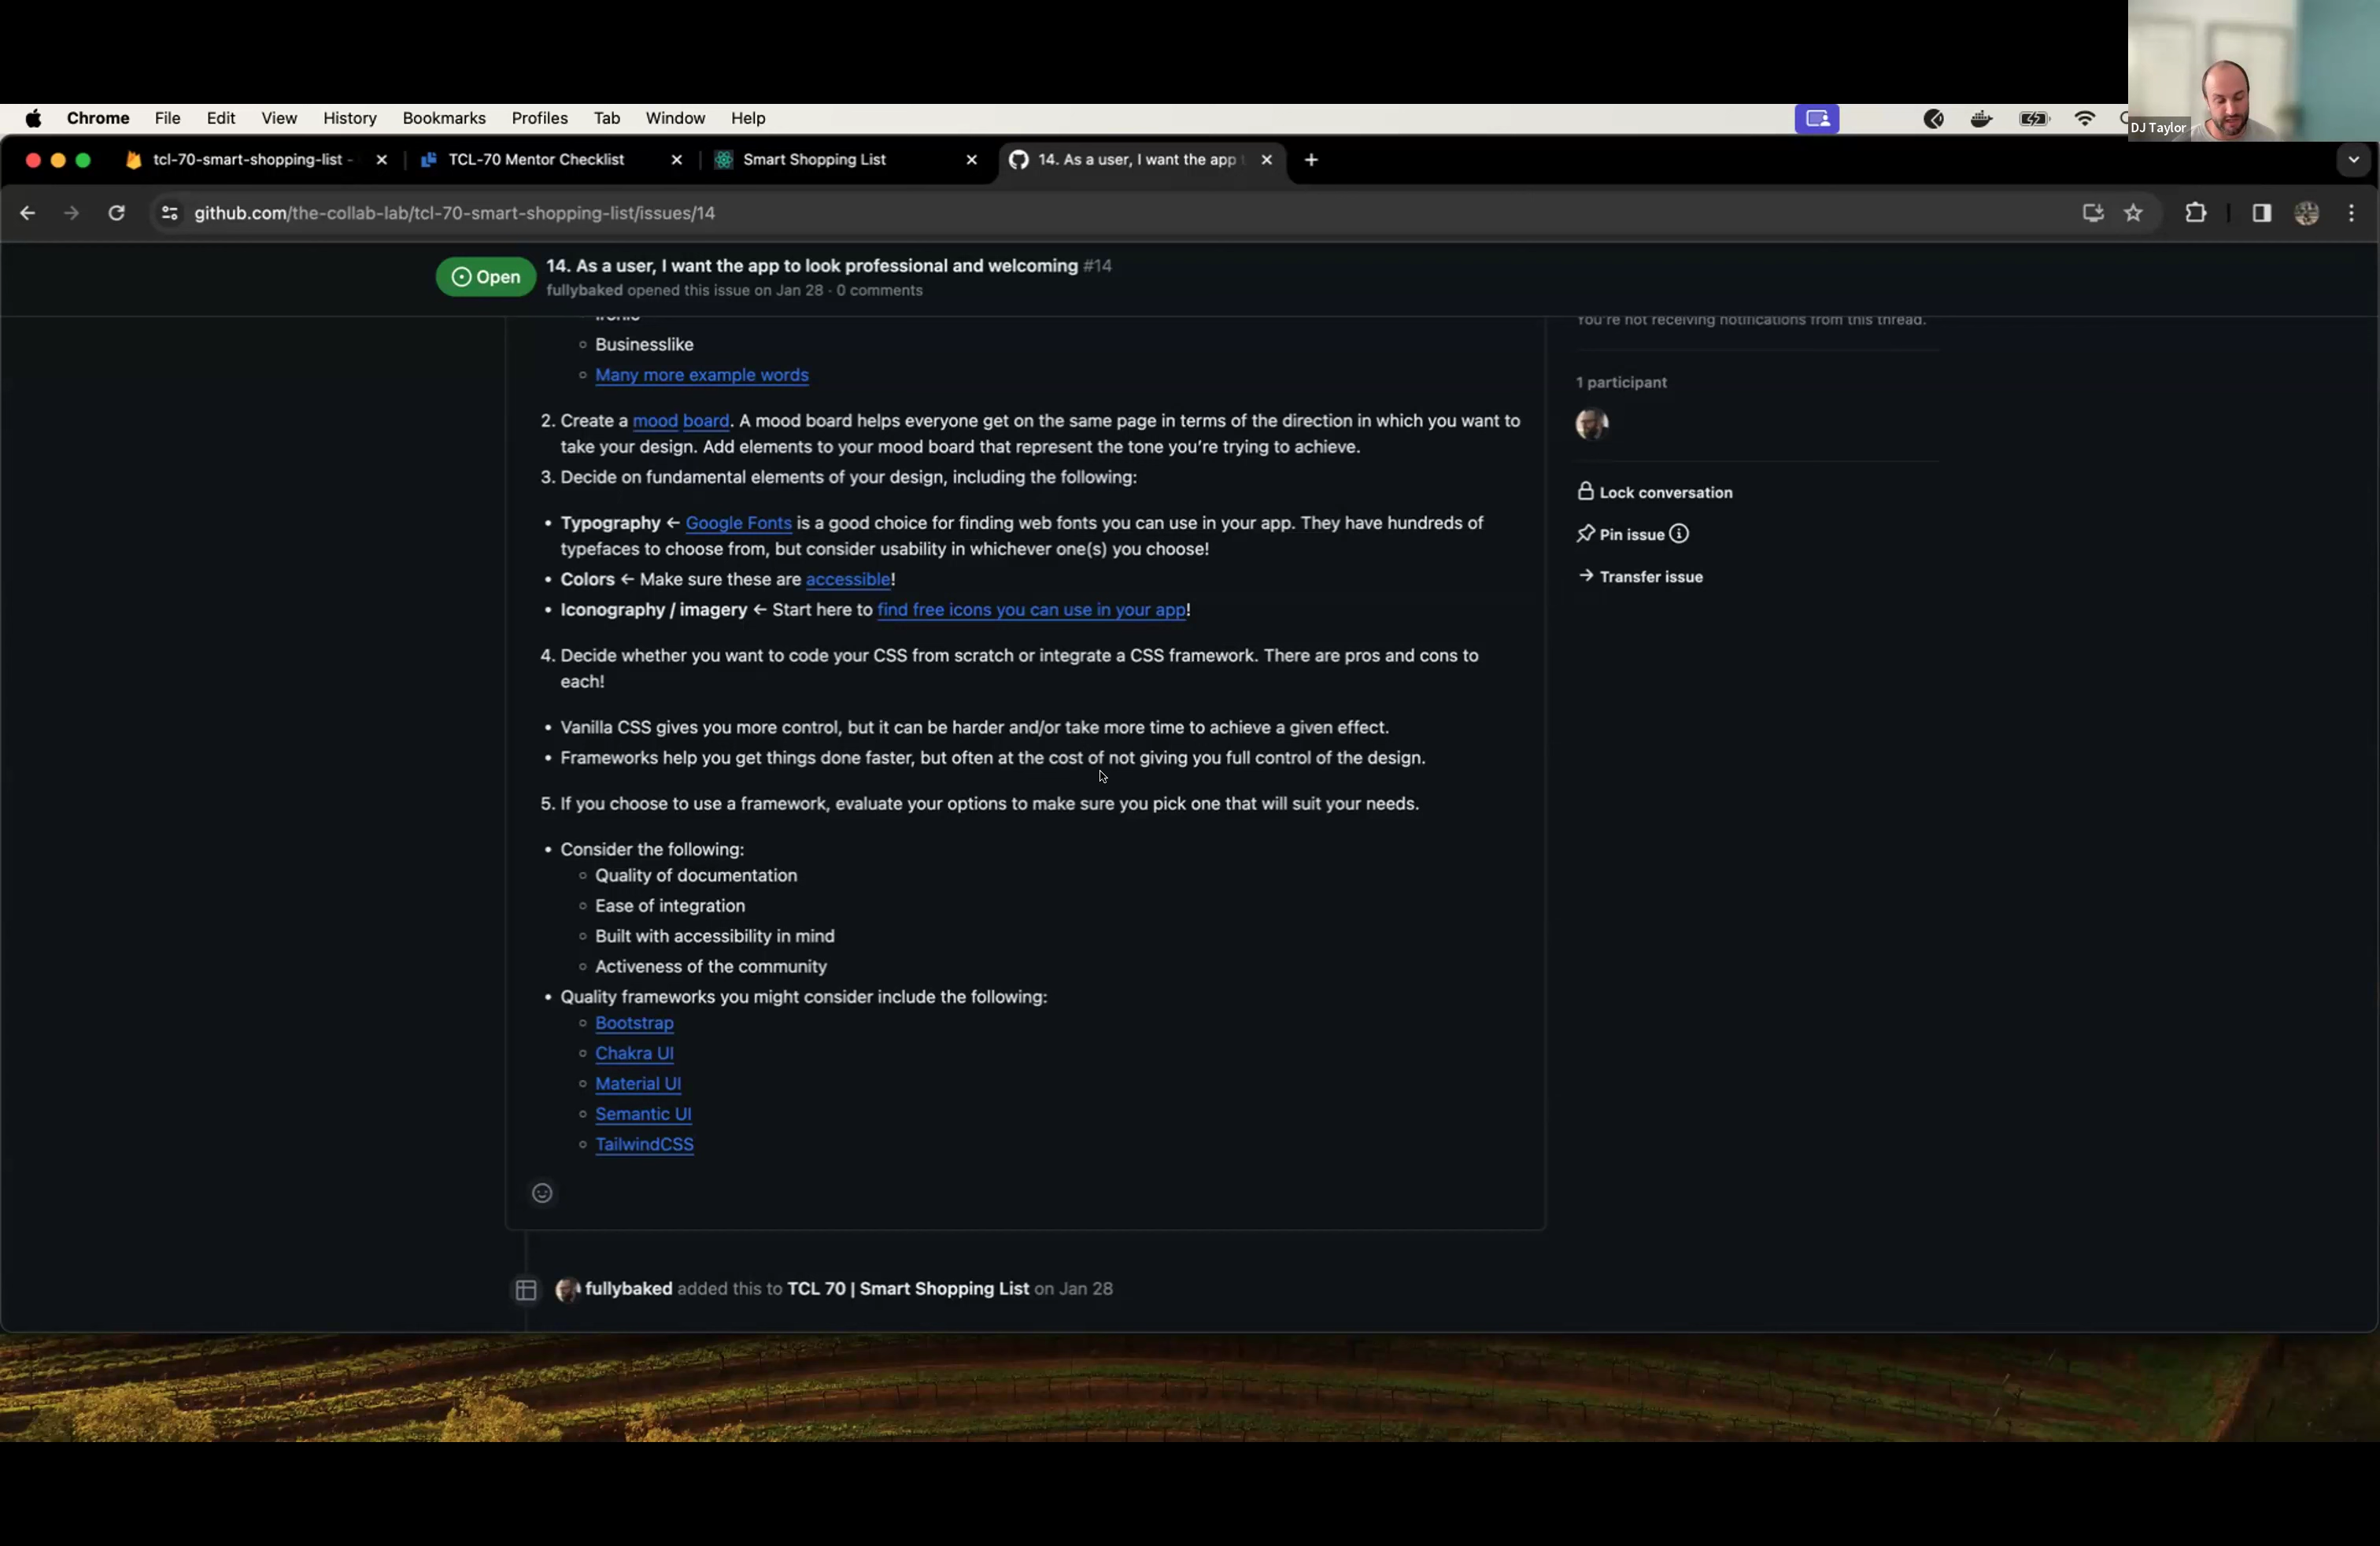 DJ Taylor
Chrome File Edit View History Bookmarks Profiles Tab Window Help
tcl-70-smart-shopping-list - TCL-70 Mentor Checklist Smart Shopping List 14. As a user, I want the app
github.com/the-collab-lab/tcl-70-smart-shopping-list/issues/14
Open
14. As a user, I want the app to look professional and welcoming #14
fullybaked opened this issue on Jan 28 · 0 comments
Ironic
◦ Businesslike
◦ Many more example words
2. Create a mood board. A mood board helps everyone get on the same page in terms of the direction in which you want to
take your design. Add elements to your mood board that represent the tone you're trying to achieve.
3. Decide on fundamental elements of your design, including the following:
• Typography ← Google Fonts is a good choice for finding web fonts you can use in your app. They have hundreds of
typefaces to choose from, but consider usability in whichever one(s) you choose!
• Colors ← Make sure these are accessible!
• Iconography / imagery ← Start here to find free icons you can use in your app!
4. Decide whether you want to code your CSS from scratch or integrate a CSS framework. There are pros and cons to
each!
• Vanilla CSS gives you more control, but it can be harder and/or take more time to achieve a given effect.
• Frameworks help you get things done faster, but often at the cost of not giving you full control of the design.
5. If you choose to use a framework, evaluate your options to make sure you pick one that will suit your needs.
• Consider the following:
◦ Quality of documentation
◦ Ease of integration
◦ Built with accessibility in mind
◦ Activeness of the community
• Quality frameworks you might consider include the following:
◦ Bootstrap
◦ Chakra UI
◦ Material UI
◦ Semantic UI
◦ TailwindCSS
fullybaked added this to TCL 70 | Smart Shopping List on Jan 28
You're not receiving notifications from this thread.
1 participant
Lock conversation
Pin issue
Transfer issue